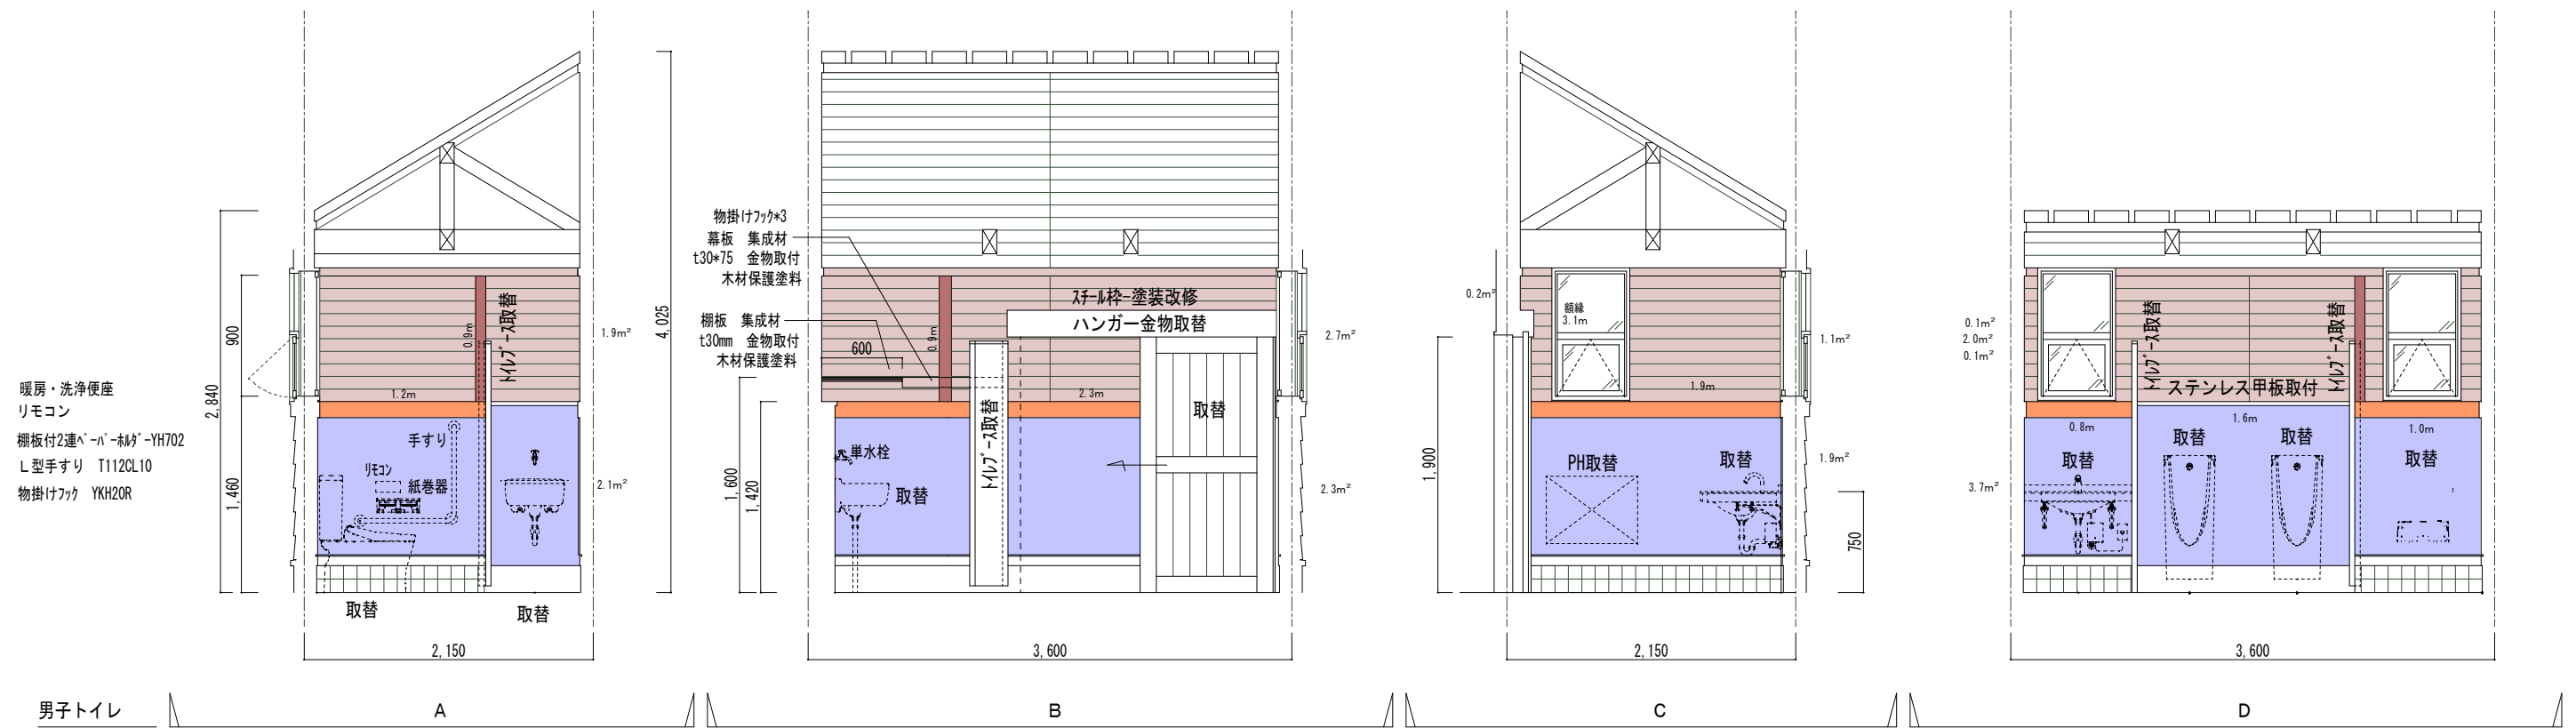 暖房・洗浄便座
リモコン
棚板付2連ペーパーホルダーYH702
L型手すり T112CL10
物掛けフック YKH20R
2,840
900
1,460
1.2m
0.9m
トイレブース取替
手すり
リモコン
紙巻器
取替
取替
1.9m²
2.1m²
4,025
2,150
物掛けフック*3
幕板 集成材
t30*75 金物取付
木材保護塗料
棚板 集成材
t30mm 金物取付
木材保護塗料
600
1,600
1,420
0.9m
スチール枠-塗装改修
ハンガー金物取替
2.3m
単水栓
取替
トイレブース取替
取替
2.7m²
2.3m²
3,600
0.2m²
額縁
3.1m
1.9m
1,900
PH取替
取替
1.1m²
1.9m²
750
2,150
0.1m²
2.0m²
0.1m²
3.7m²
トイレブース取替
トイレブース取替
ステンレス甲板取付
0.8m
1.6m
1.0m
取替
取替
取替
取替
3,600
男子トイレ
A
B
C
D